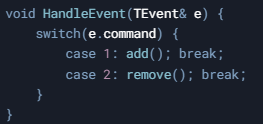 void HandleEvent(TEvent& e) {
    switch(e.command) {
        case 1: add(); break;
        case 2: remove(); break;
    }
}